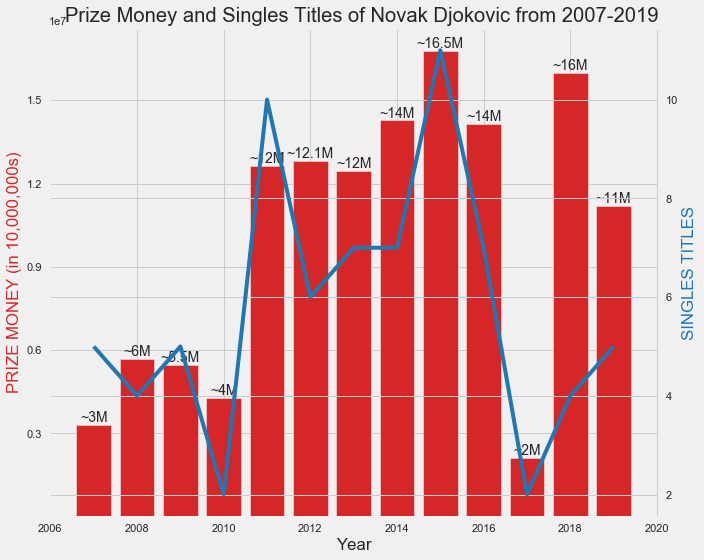 Prize Money and Singles Titles of Novak Djokovic from 2007-2019
1e7
~16.5M
~16M
~14M
~14M
~12M
~12.1M
~12M
~11M
~6M
~5.5M
~4M
~3M
~2M
1.5
1.2
0.9
0.6
0.3
10
8
6
4
2
PRIZE MONEY (in 10,000,000s)
SINGLES TITLES
2006
2008
2010
2012
2014
2016
2018
2020
Year